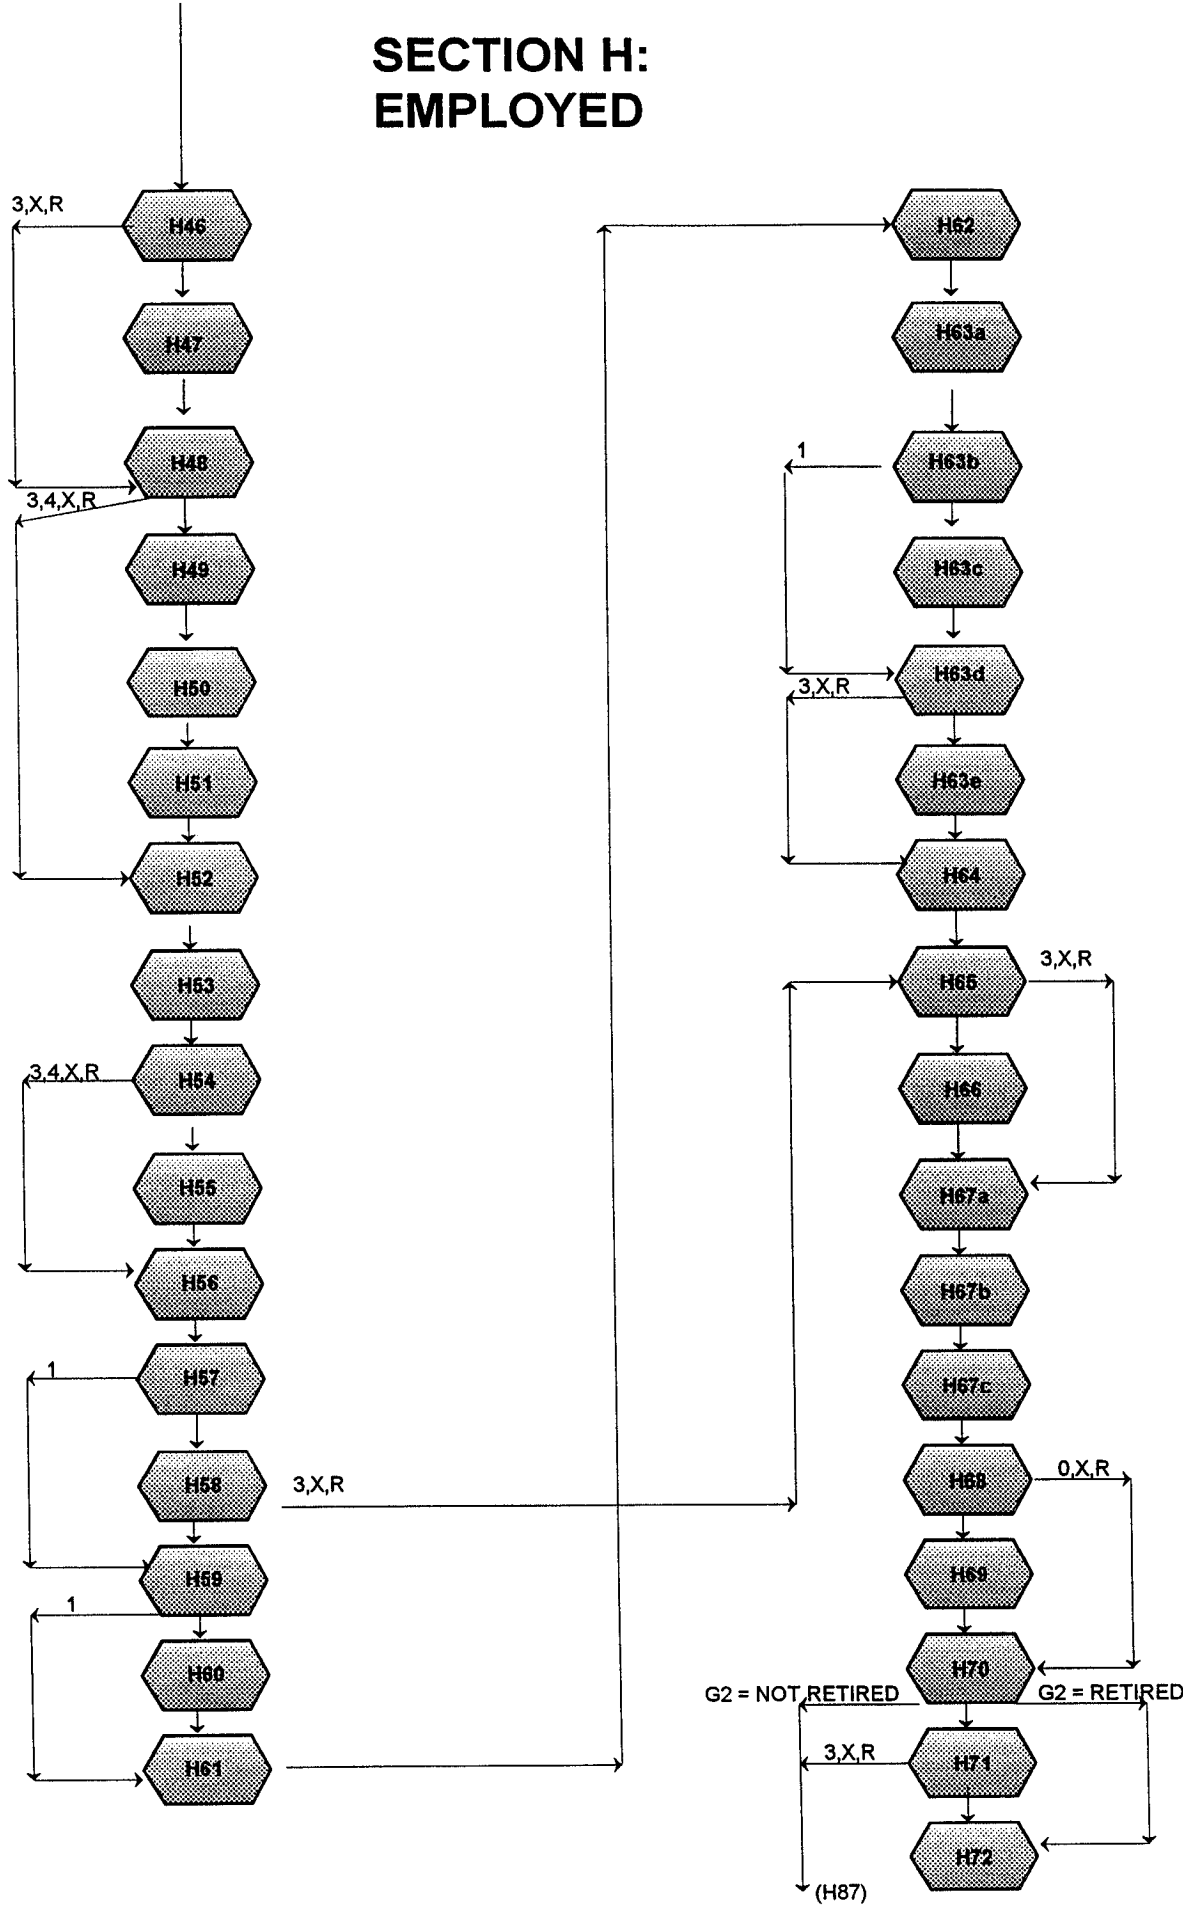 SECTION H:
EMPLOYED
3,X,R
H46
H47
H48
3,4,X,R
H49
H50
H51
H52
H53
3,4,X,R
H54
H55
H56
1
H57
H58
3,X,R
H59
1
H60
H61
H62
H63a
1
H63b
H63c
H63d
3,X,R
H63e
H64
H65
3,X,R
H66
H67a
H67b
H67c
H68
0,X,R
H69
H70
G2 = NOT RETIRED
G2 = RETIRED
3,X,R
H71
H72
(H87)